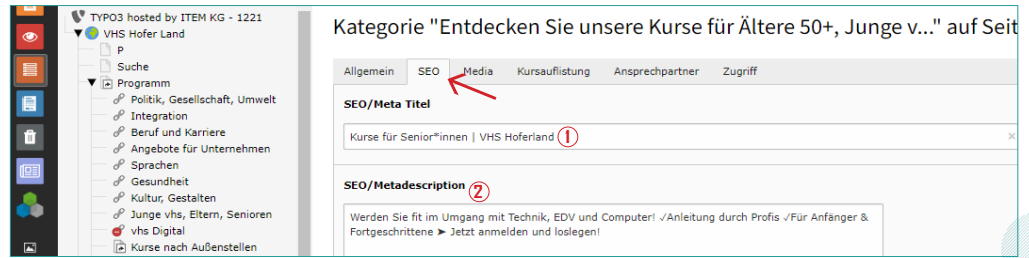 TYPO3 hosted by ITEM KG - 1221
VHS Hofer Land
P
Suche
Programm
Politik, Gesellschaft, Umwelt
Integration
Beruf und Karriere
Angebote für Unternehmen
Sprachen
Gesundheit
Kultur, Gestalten
Junge vhs, Eltern, Senioren
vhs Digital
Kurse nach Außenstellen
Kategorie "Entdecken Sie unsere Kurse für Ältere 50+, Junge v..." auf Seit
Allgemein SEO Media Kursauflistung Ansprechpartner Zugriff
SEO/Meta Titel
Kurse für Senior*innen | VHS Hoferland ①
SEO/Metadescription ②
Werden Sie fit im Umgang mit Technik, EDV und Computer! ✓Anleitung durch Profis ✓Für Anfänger &
Fortgeschrittene ➤ Jetzt anmelden und loslegen!